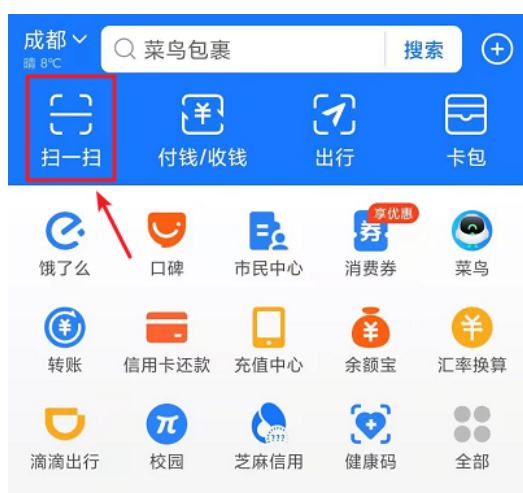 成都
菜鸟包裹
搜索
晴 8℃
扫一扫
付钱/收钱
出行
卡包
享优惠
券
饿了么
口碑
市民中心
消费券
菜鸟
转账
信用卡还款
充值中心
余额宝
汇率换算
滴滴出行
校园
芝麻信用
健康码
全部